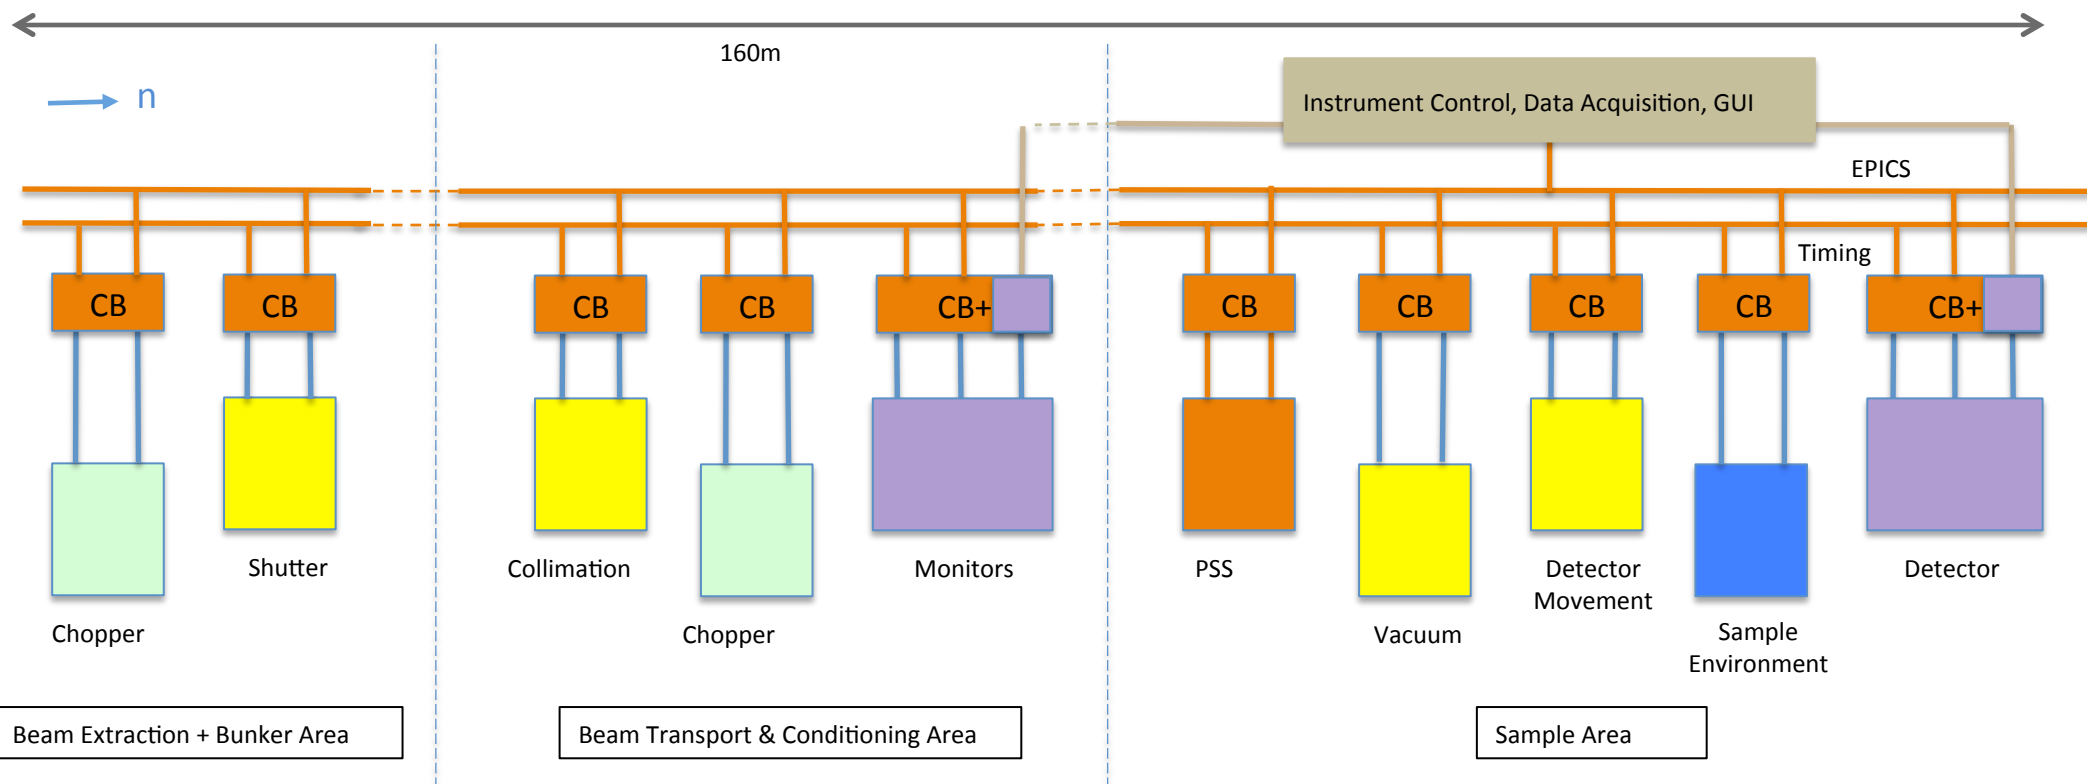 160m
n
Instrument Control, Data Acquisition, GUI
EPICS
Timing
CB
CB
CB
CB
CB+
CB
CB
CB
CB
CB+
Shutter
Collimation
Monitors
PSS
Detector
Movement
Detector
Chopper
Chopper
Vacuum
Sample
Environment
Beam Extraction + Bunker Area
Beam Transport & Conditioning Area
Sample Area